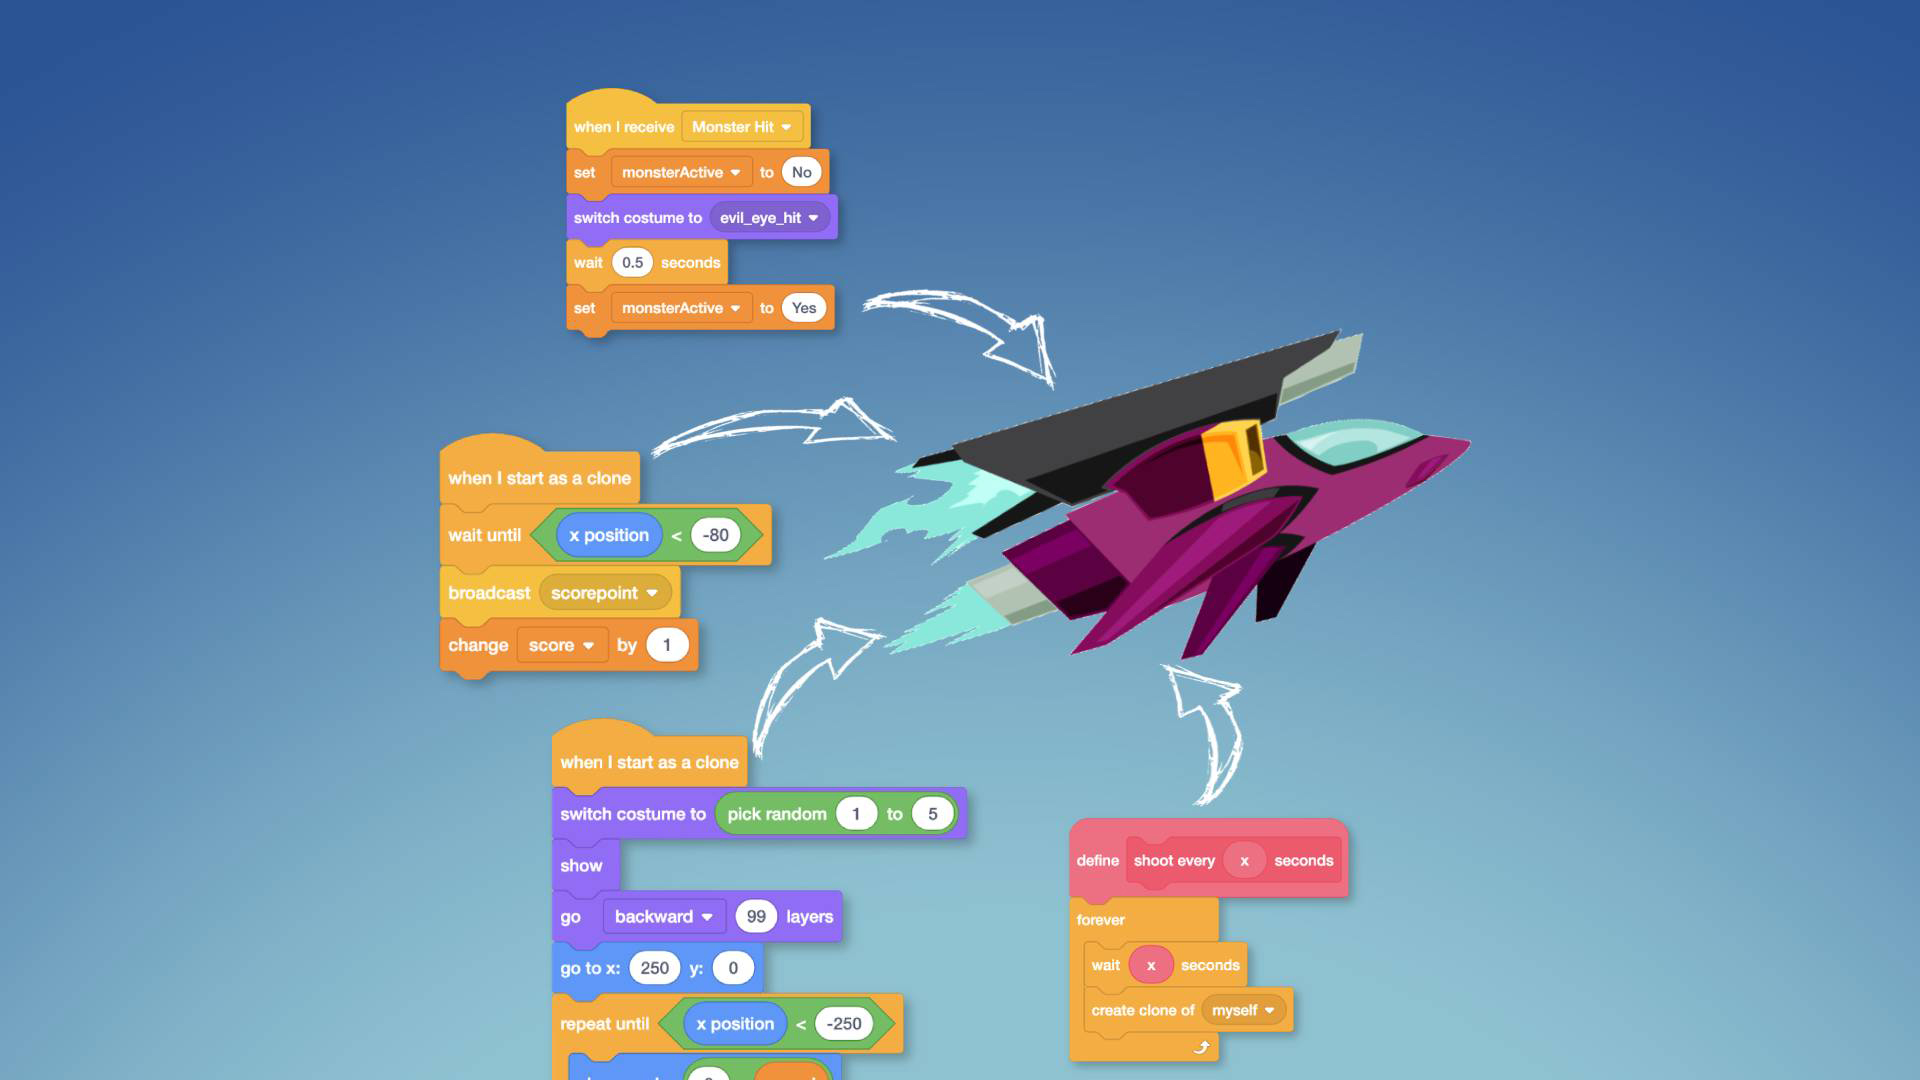 when I receive Monster Hit
set monsterActive to No
switch costume to evil_eye_hit
wait 0.5 seconds
set monsterActive to Yes
when I start as a clone
wait until x position < -80
broadcast scorepoint
change score by 1
when I start as a clone
switch costume to pick random 1 to 5
show
go backward 99 layers
go to x: 250 y: 0
repeat until x position < -250
define shoot every x seconds
forever
wait x seconds
create clone of myself